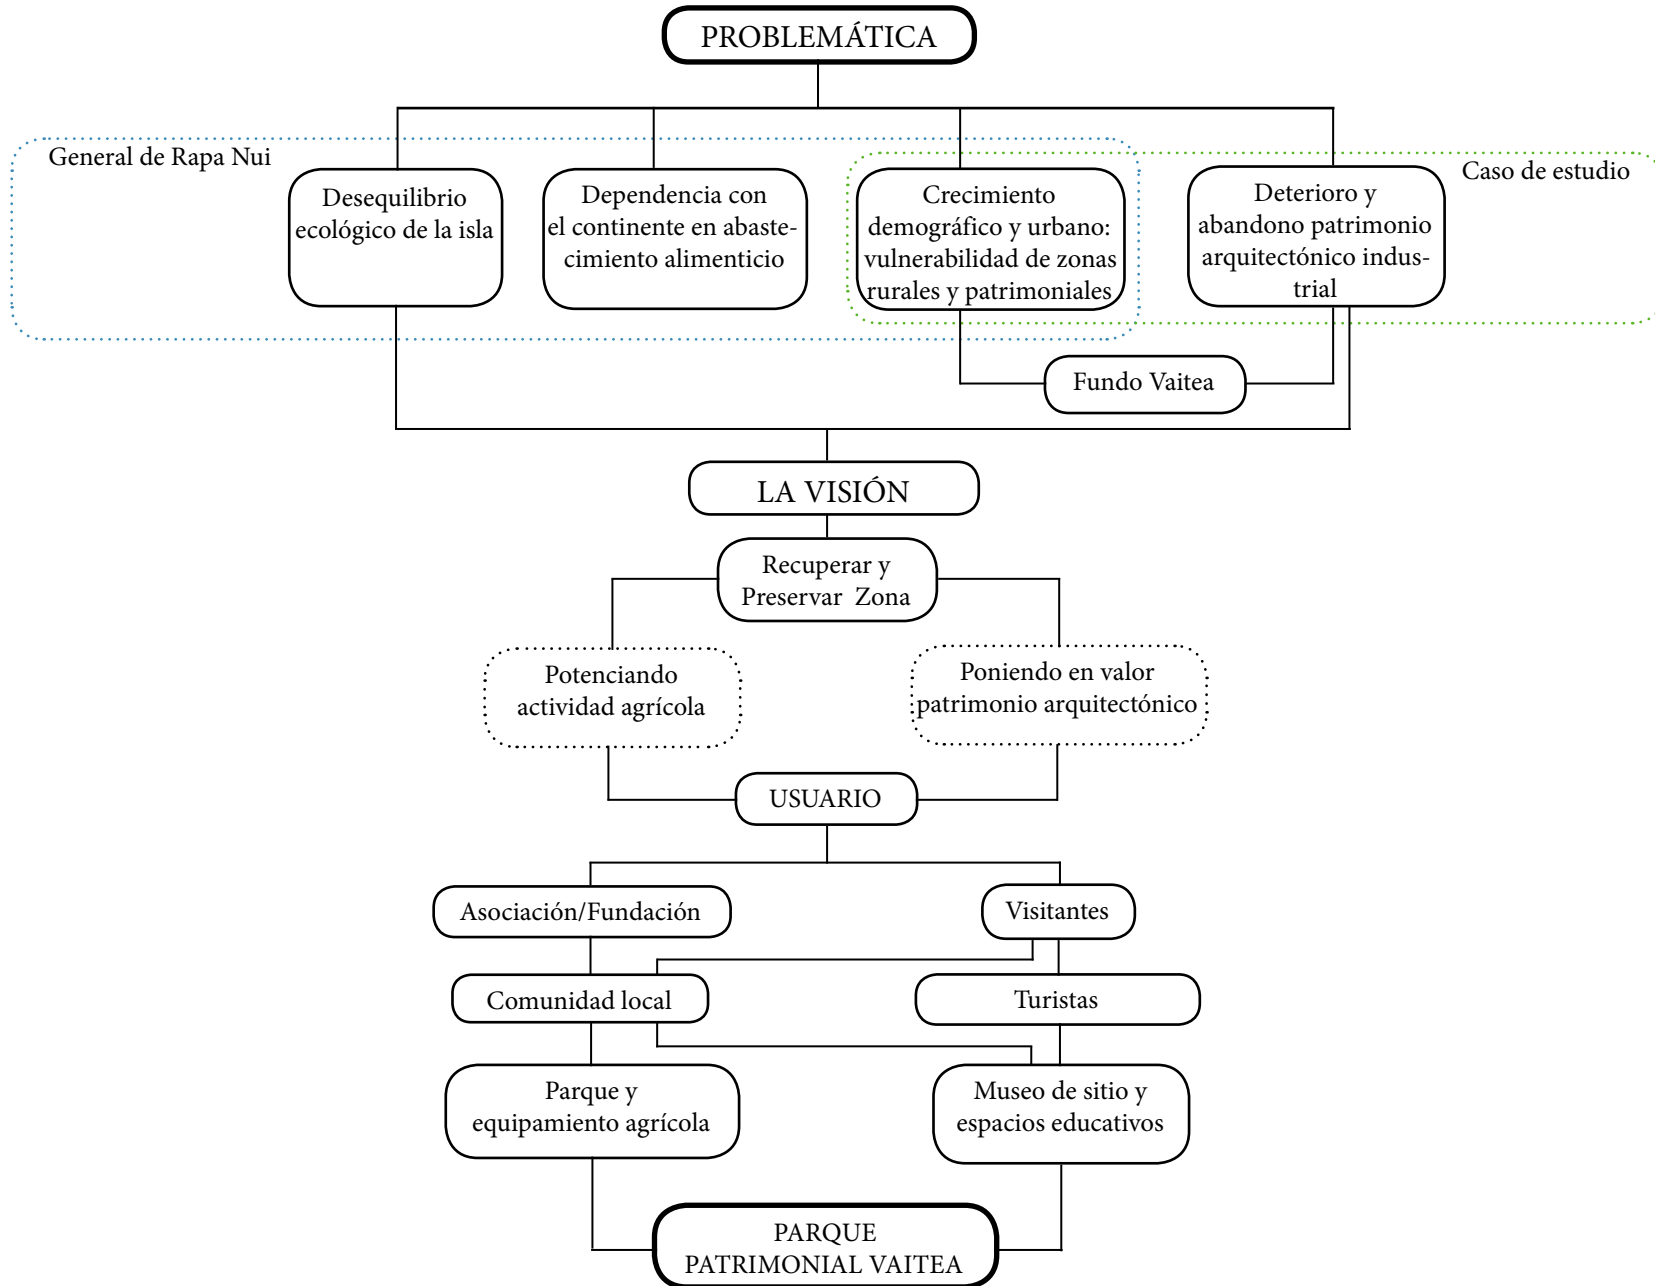 PROBLEMÁTICA
General de Rapa Nui
Caso de estudio
Desequilibrio
ecológico de la isla
Dependencia con
el continente en abaste-
cimiento alimenticio
Crecimiento
demográfico y urbano:
vulnerabilidad de zonas
rurales y patrimoniales
Deterioro y
abandono patrimonio
arquitectónico indus-
trial
Fundo Vaitea
LA VISIÓN
Recuperar y
Preservar Zona
Potenciando
actividad agrícola
Poniendo en valor
patrimonio arquitectónico
USUARIO
Asociación/Fundación
Visitantes
Comunidad local
Turistas
Parque y
equipamiento agrícola
Museo de sitio y
espacios educativos
PARQUE
PATRIMONIAL VAITEA